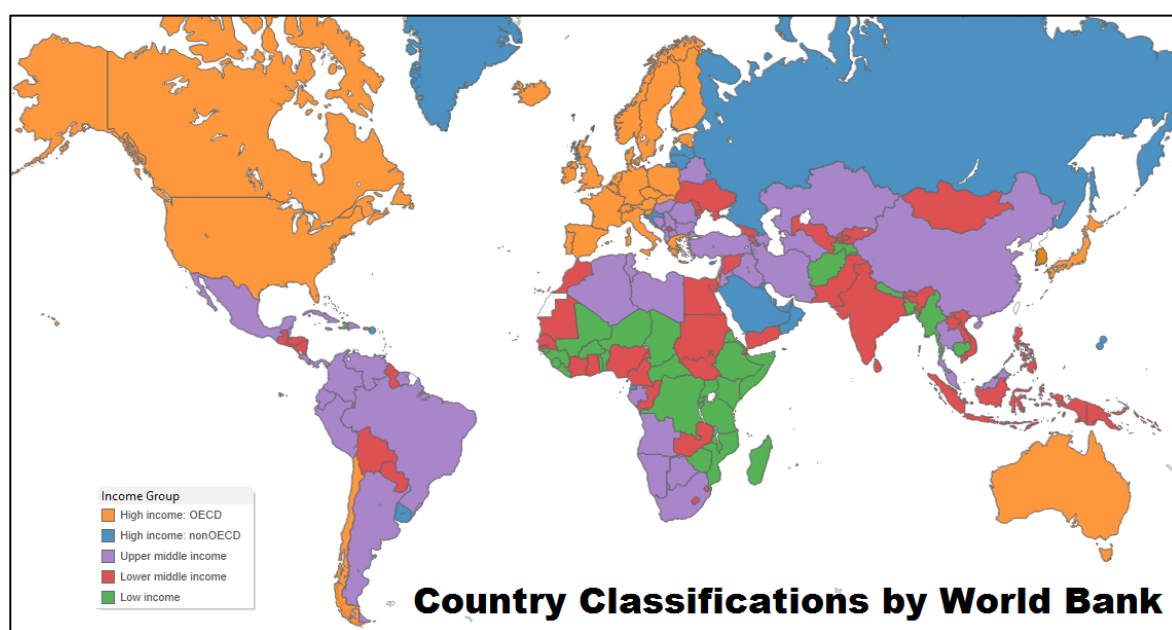 Income Group
High income: OECD
High income: nonOECD
Upper middle income
Lower middle income
Low income
Country Classifications by World Bank